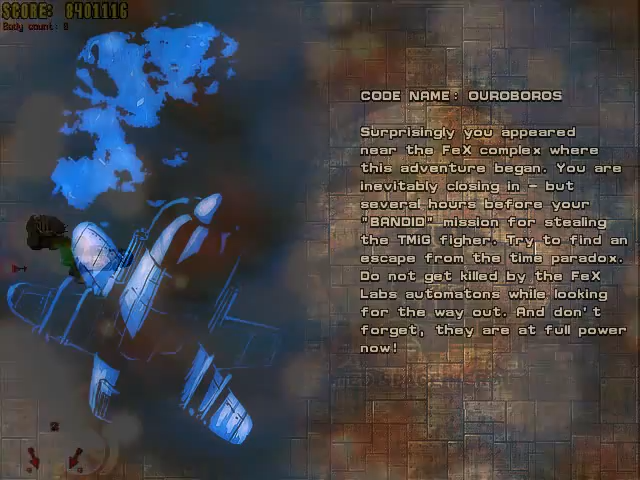 SCORE: 0401116
Body count: 0
CODE NAME: OUROBOROS
Surprisingly you appeared
near the FeX complex where
this adventure began. You are
inevitably closing in - but
several hours before your
"BANDID" mission for stealing
the TMiG figher. Try to find an
escape from the time paradox.
Do not get killed by the FeX
Labs automatons while looking
for the way out. And don't
forget, they are at full power
now!